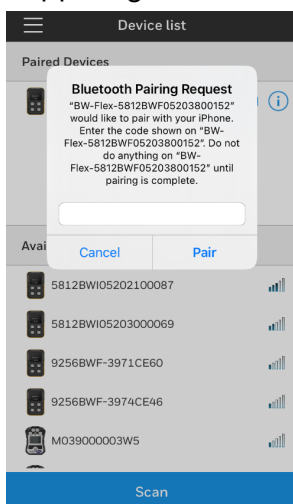 Device list
Paired Devices
Bluetooth Pairing Request
"BW-Flex-5812BWF05203800152"
would like to pair with your iPhone.
Enter the code shown on "BW-
Flex-5812BWF05203800152". Do not
do anything on "BW-
Flex-5812BWF05203800152" until
pairing is complete.
Cancel
Pair
Avai
5812BWI05202100087
5812BWI05203000069
9256BWF-3971CE60
9256BWF-3974CE46
M039000003W5
Scan